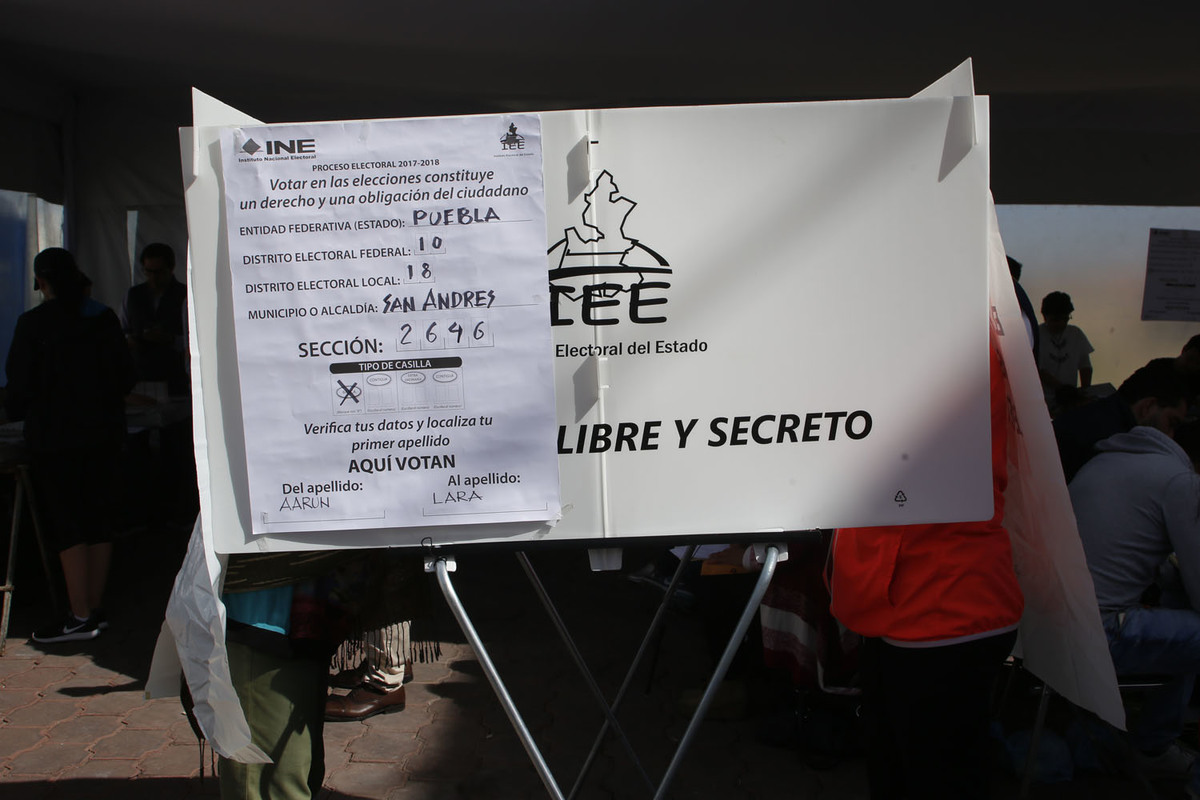 INE
Instituto Nacional Electoral
IEE
PROCESO ELECTORAL 2017-2018
Votar en las elecciones constituye
un derecho y una obligación del ciudadano
ENTIDAD FEDERATIVA (ESTADO): PUEBLA
DISTRITO ELECTORAL FEDERAL: 10
DISTRITO ELECTORAL LOCAL: 18
MUNICIPIO O ALCALDÍA: SAN ANDRES
SECCIÓN: 2646
TIPO DE CASILLA
Verifica tus datos y localiza tu
primer apellido
AQUÍ VOTAN
Del apellido: Al apellido:
AARUN LARA
IEE
Electoral del Estado
LIBRE Y SECRETO